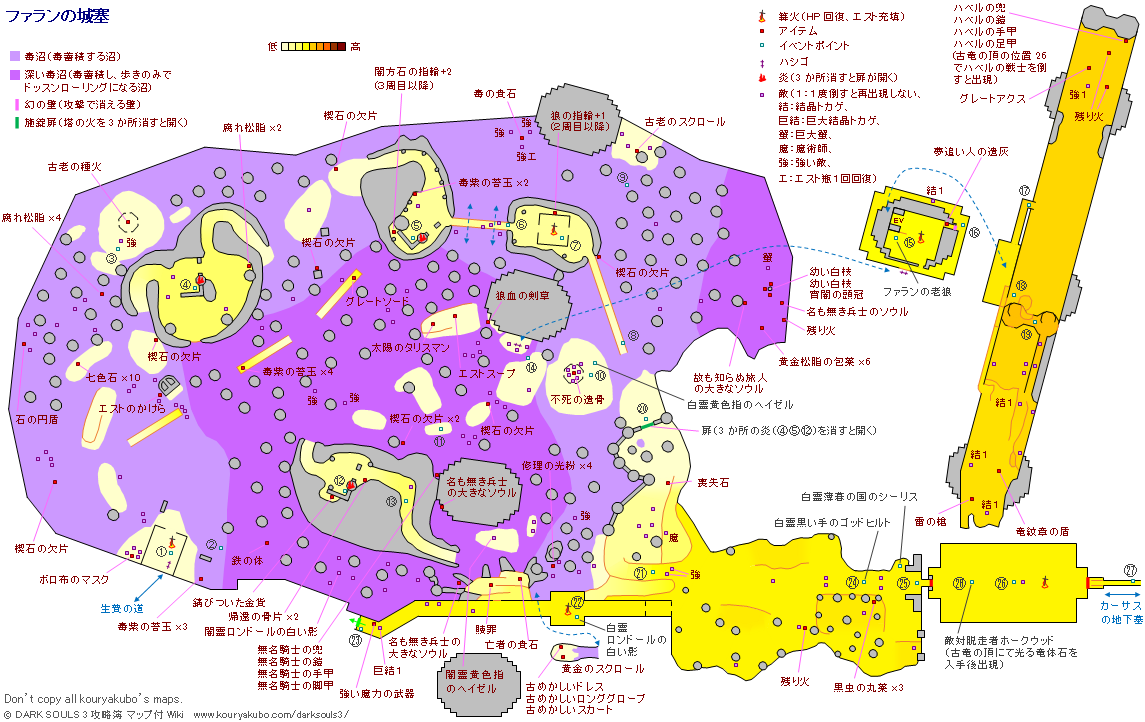 ファランの城塞
低 高
毒沼(毒蓄積する沼)
深い毒沼(毒蓄積し、歩きのみで
ドッスンローリングになる沼)
幻の壁(攻撃で消える壁)
施錠扉(塔の火を3か所消すと開く)
篝火(HP回復、エスト充填)
アイテム
イベントポイント
ハシゴ
炎(3か所消すと扉が開く)
敵(1:1度倒すと再出現しない、
結:結晶トカゲ、
巨結:巨大結晶トカゲ、
蟹:巨大蟹、
魔:魔術師、
強:強い敵、
エ:エスト瓶1回回復)
ハベルの兜
ハベルの鎧
ハベルの手甲
ハベルの足甲
(古竜の頂の位置26
でハベルの戦士を倒
すと出現)
グレートアクス
強1
残り火
闇方石の指輪+2
(3周目以降)
毒の貴石
強
強
強エ
狼の指輪+1
(2周目以降)
古老のスクロール
楔石の欠片
腐れ松脂×2
古老の種火
腐れ松脂×4
強
③
④
毒紫の苔玉×2
⑤
⑥
⑦
⑨
夢追い人の遺灰
結1
EV
⑮
⑯
⑰
ファランの老狼
楔石の欠片
楔石の欠片
グレートソード
狼血の剣草
蟹
幼い白枝
幼い白枝
宵闇の頭冠
名も無き兵士のソウル
残り火
⑱
⑲
太陽のタリスマン
⑧
黄金松脂の包薬×6
楔石の欠片
毒紫の苔玉×4
エストスープ
⑭
⑩
不死の遺骨
故も知らぬ旅人
の大きなソウル
白霊黄色指のヘイゼル
七色石×10
エストのかけら
強
強
石の円盾
楔石の欠片×2
⑪
楔石の欠片
⑳
扉(3か所の炎(④⑤⑫)を消すと開く)
結1
結1
修理の光粉×4
⑫
⑬
名も無き兵士
の大きなソウル
裏失石
白霊薄暮の国のシーリス
白霊黒い手のゴッドヒルト
結1
雷の槍
竜紋章の盾
強
魔
楔石の欠片
①
②
鉄の体
ボロ布のマスク
㉑
強
㉔
㉕
㉘
㉖
㉗
生贄の道
カーサス
の地下墓
毒紫の苔玉×3
錆びついた金貨
帰還の骨片×2
闇霊ロンドールの白い影
無名騎士の兜
無名騎士の鎧
無名騎士の手甲
無名騎士の脚甲
㉓
巨結1
強い魔力の武器
名も無き兵士の
大きなソウル
贖罪
亡者の貴石
㉒
白霊
ロンドールの
白い影
闇霊黄色指
のヘイゼル
黄金のスクロール
古めかしいドレス
古めかしいロンググローブ
古めかしいスカート
残り火
黒虫の丸薬×3
敵対脱走者ホークウッド
(古竜の頂にて光る竜体石を
入手後出現)
Don't copy all kouryakubo's maps.
© DARK SOULS 3 攻略簿 マップ付 Wiki www.kouryakubo.com/darksouls3/